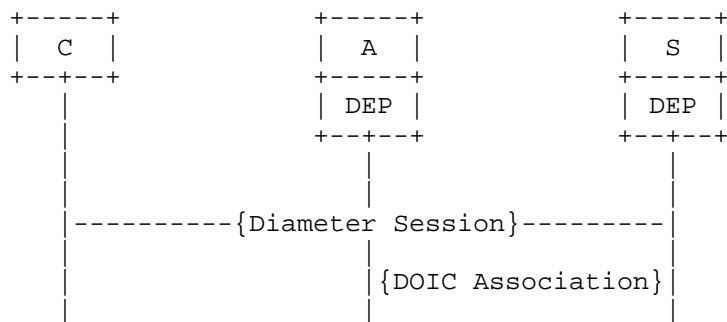 +-----+             +-----+             +-----+
|  C  |             |  A  |             |  S  |
+--+--+             +-----+             +-----+
   |                | DEP |             | DEP |
   |                +--+--+             +--+--+
   |                   |                   |
   |                   |                   |
   |----------{Diameter Session}---------|
   |                   |                   |
   |                   |{DOIC Association}|
   |                   |                   |